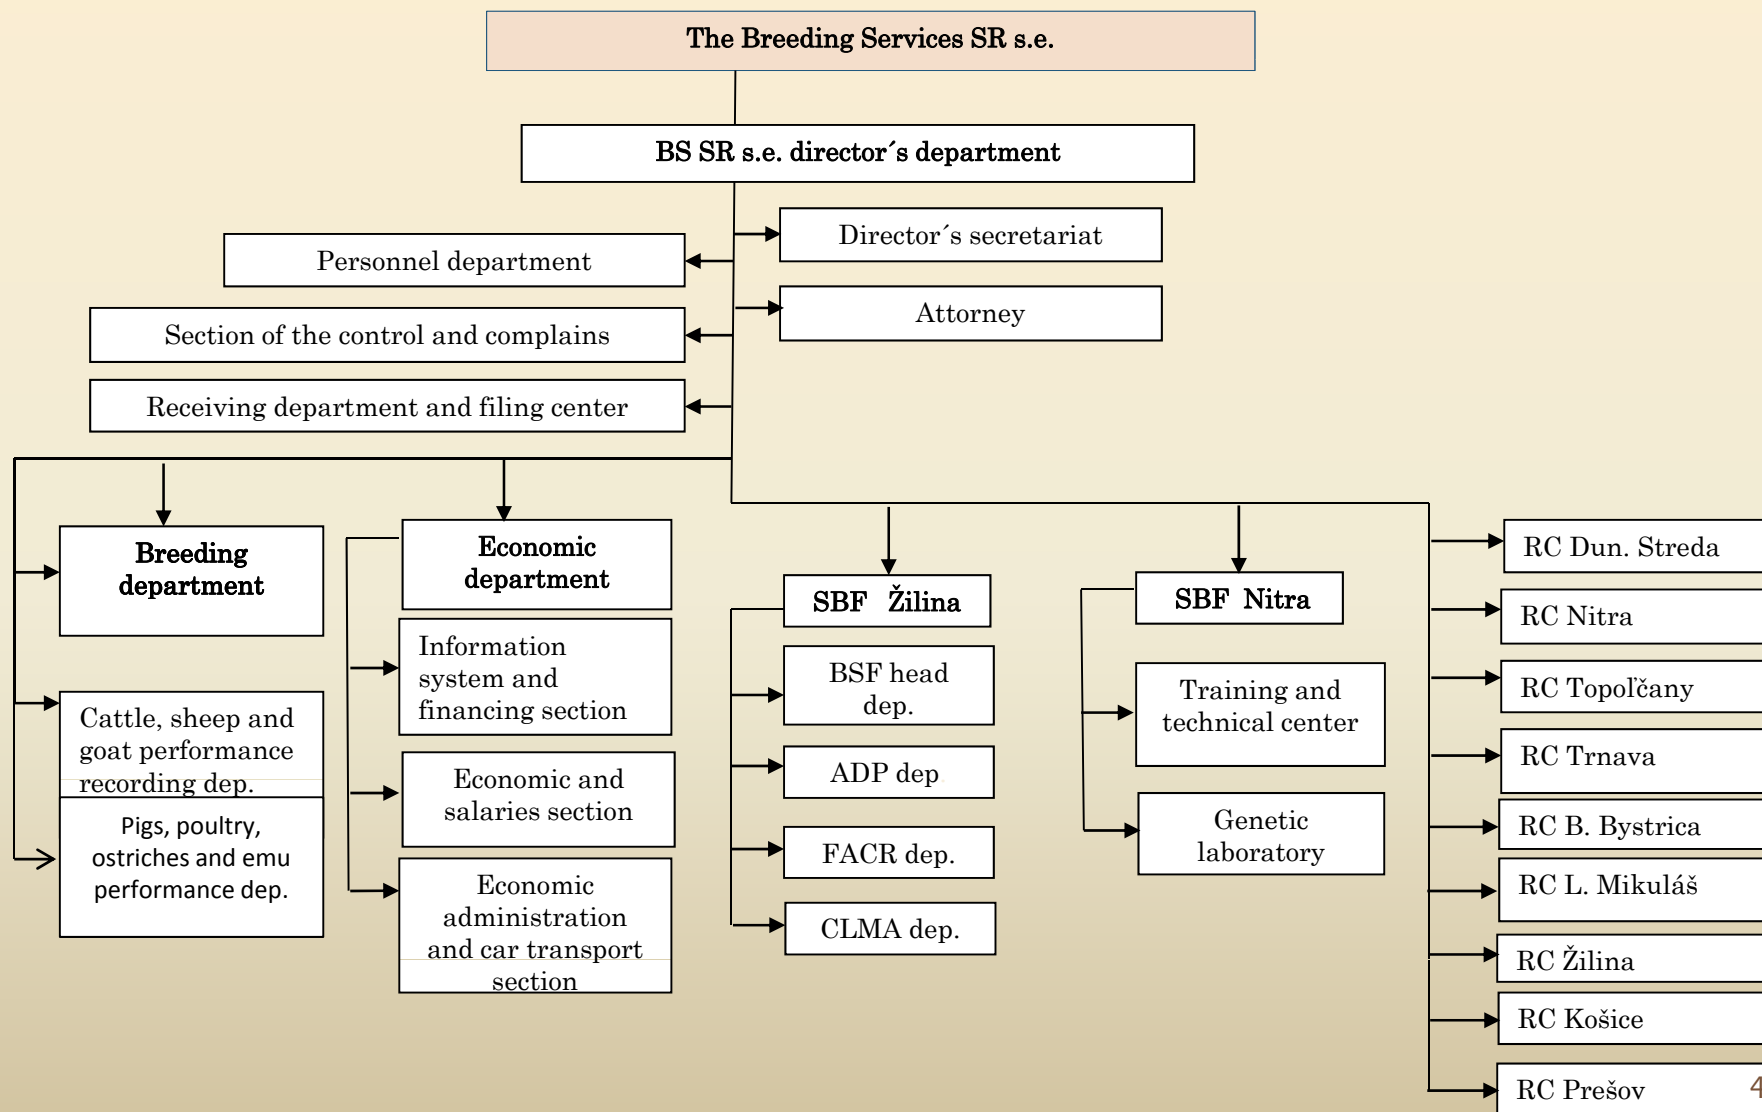 The Breeding Services SR s.e.
BS SR s.e. director´s department
Director´s secretariat
Personnel department
Attorney
Section of the control and complains
Receiving department and filing center
Breeding
department
Cattle, sheep and
goat performance
recording dep.
Pigs, poultry,
ostriches and emu
performance dep.
Economic
department
Information
system and
financing section
Economic and
salaries section
Economic
administration
and car transport
section
SBF Žilina
BSF head
dep.
ADP dep
FACR dep.
CLMA dep.
SBF Nitra
Training and
technical center
Genetic
laboratory
RC Dun. Streda
RC Nitra
RC Topoľčany
RC Trnava
RC B. Bystrica
RC L. Mikuláš
RC Žilina
RC Košice
RC Prešov
4